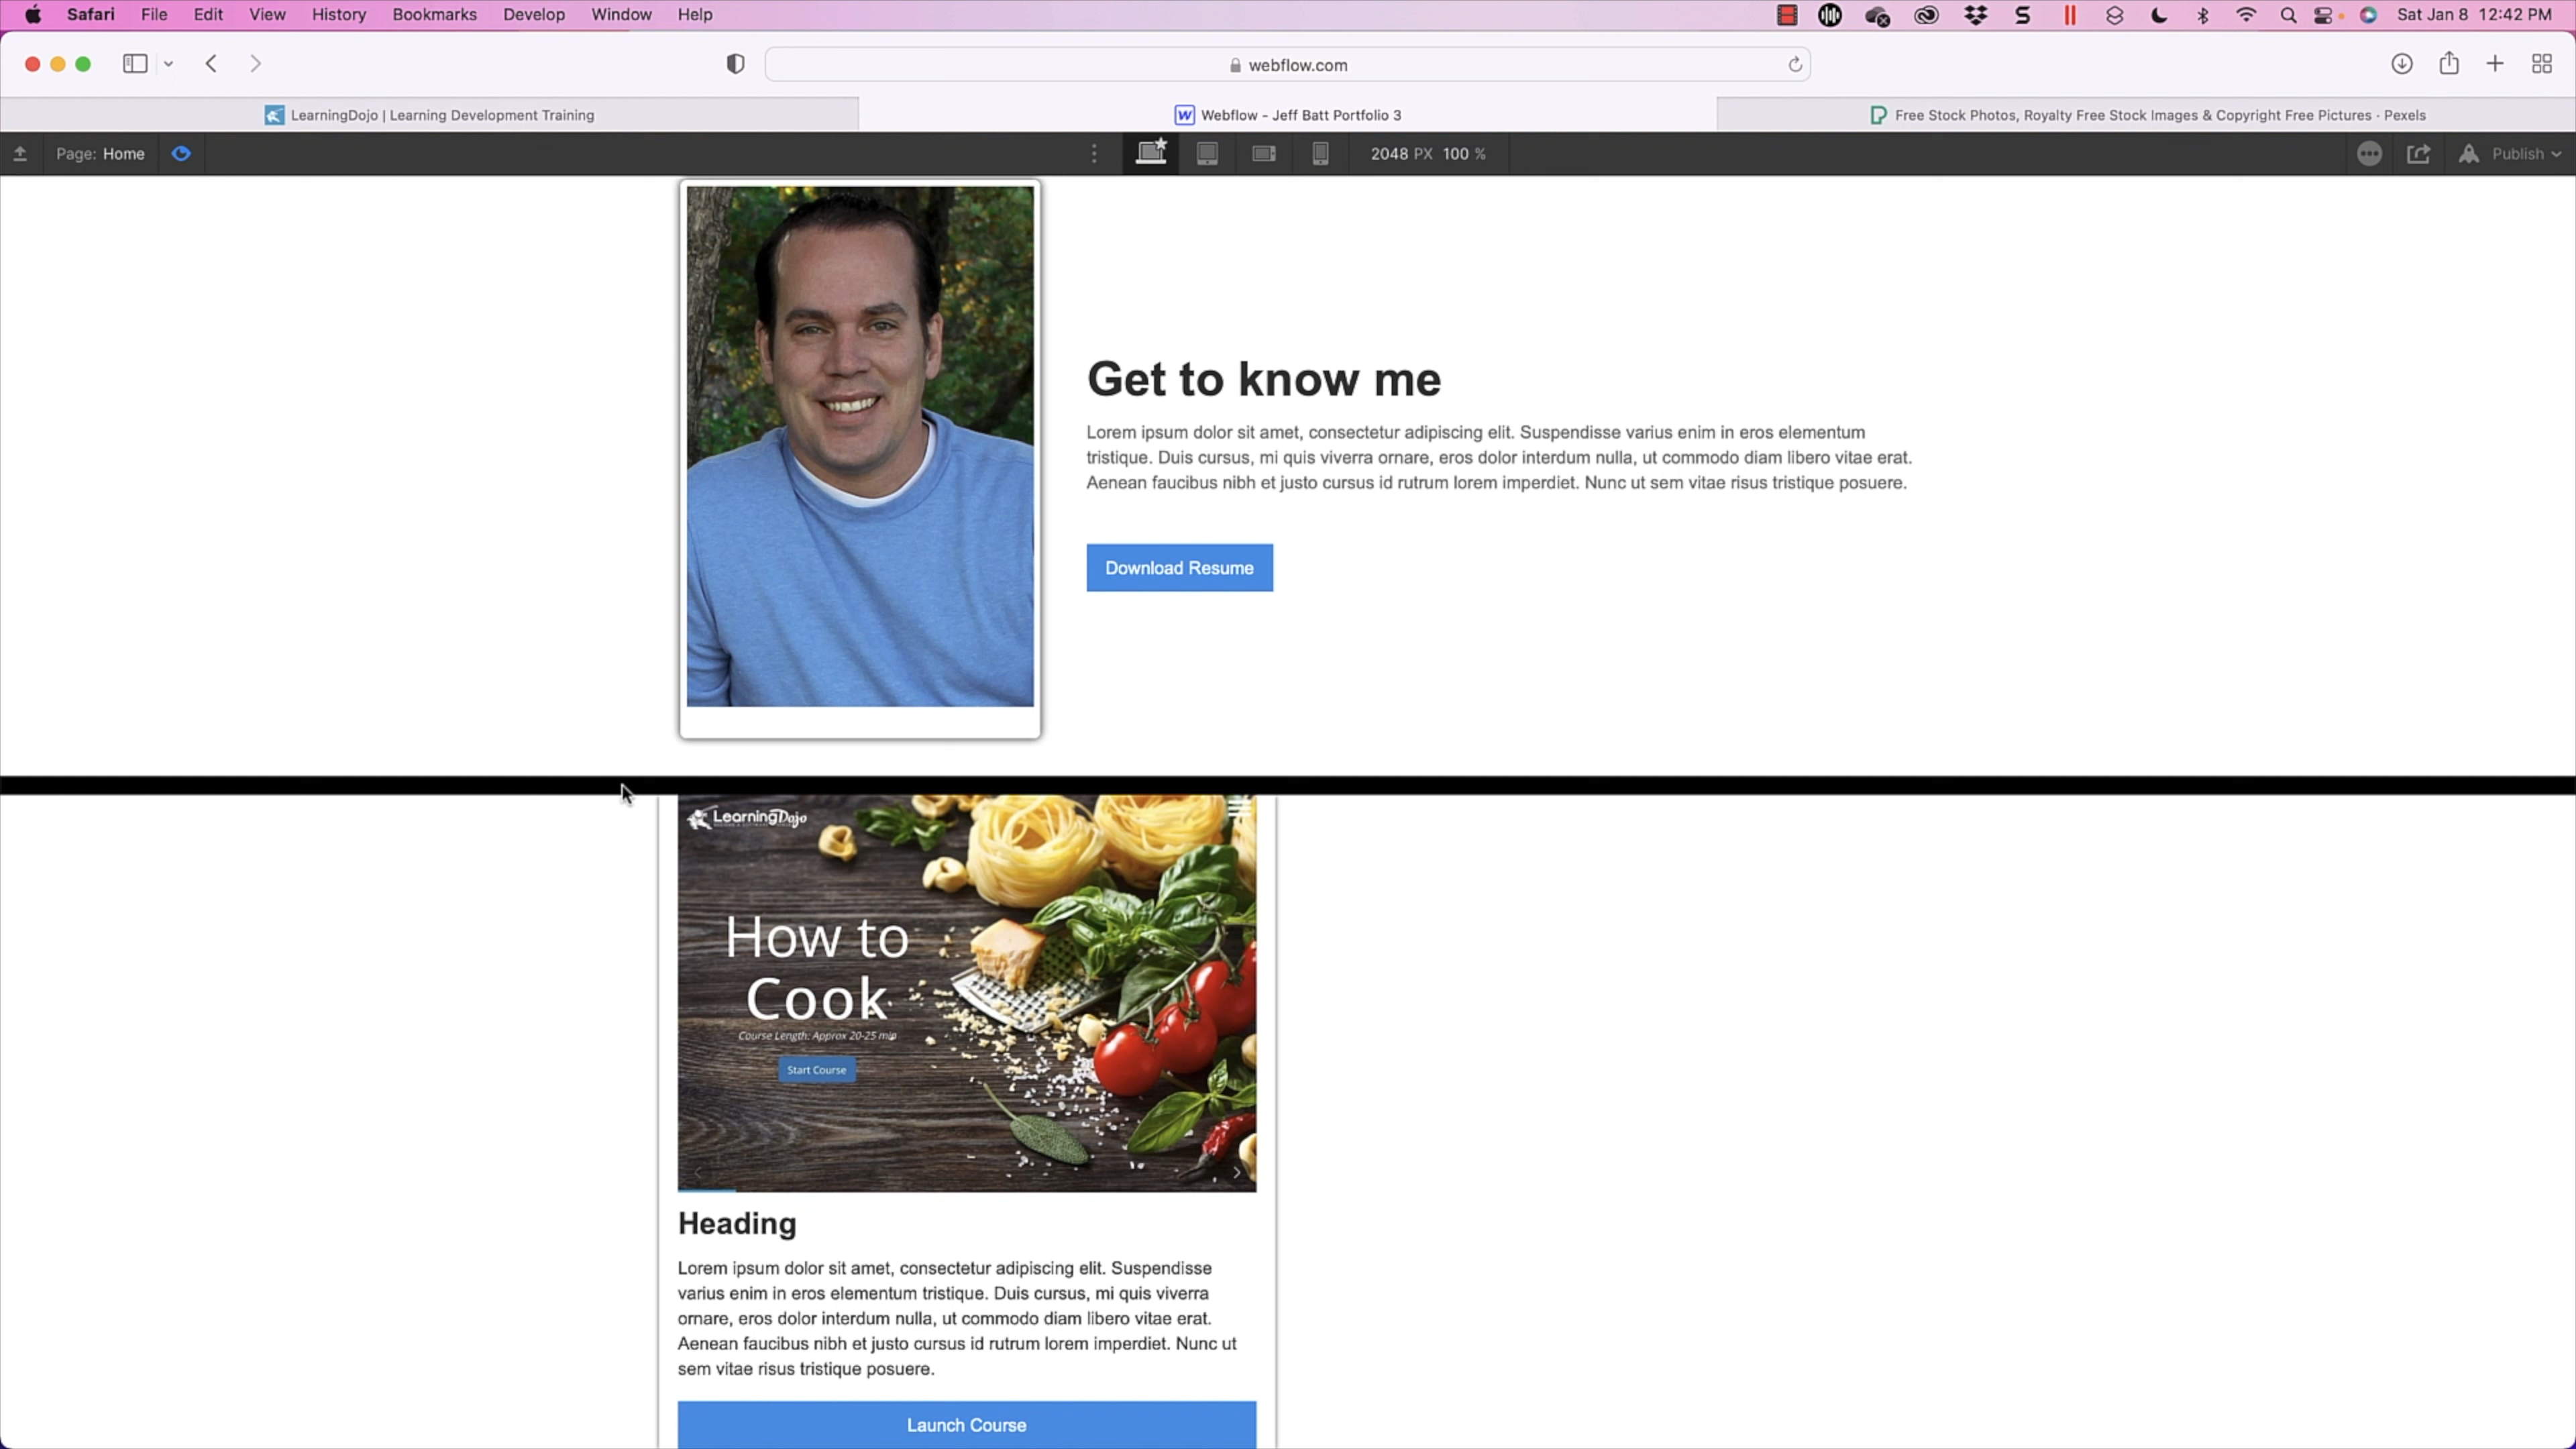 Safari File Edit View History Bookmarks Develop Window Help Sat Jan 8 12:42 PM
webflow.com
LearningDojo | Learning Development Training
Webflow - Jeff Batt Portfolio 3
Free Stock Photos, Royalty Free Stock Images & Copyright Free Pictures · Pexels
Page: Home
2048 PX 100 %
Publish
Get to know me
Lorem ipsum dolor sit amet, consectetur adipiscing elit. Suspendisse varius enim in eros elementum
tristique. Duis cursus, mi quis viverra ornare, eros dolor interdum nulla, ut commodo diam libero vitae erat.
Aenean faucibus nibh et justo cursus id rutrum lorem imperdiet. Nunc ut sem vitae risus tristique posuere.
Download Resume
LearningDojo
How to
Cook
Course Length: Approx 20-25 min
Start Course
Heading
Lorem ipsum dolor sit amet, consectetur adipiscing elit. Suspendisse
varius enim in eros elementum tristique. Duis cursus, mi quis viverra
ornare, eros dolor interdum nulla, ut commodo diam libero vitae erat.
Aenean faucibus nibh et justo cursus id rutrum lorem imperdiet. Nunc ut
sem vitae risus tristique posuere.
Launch Course